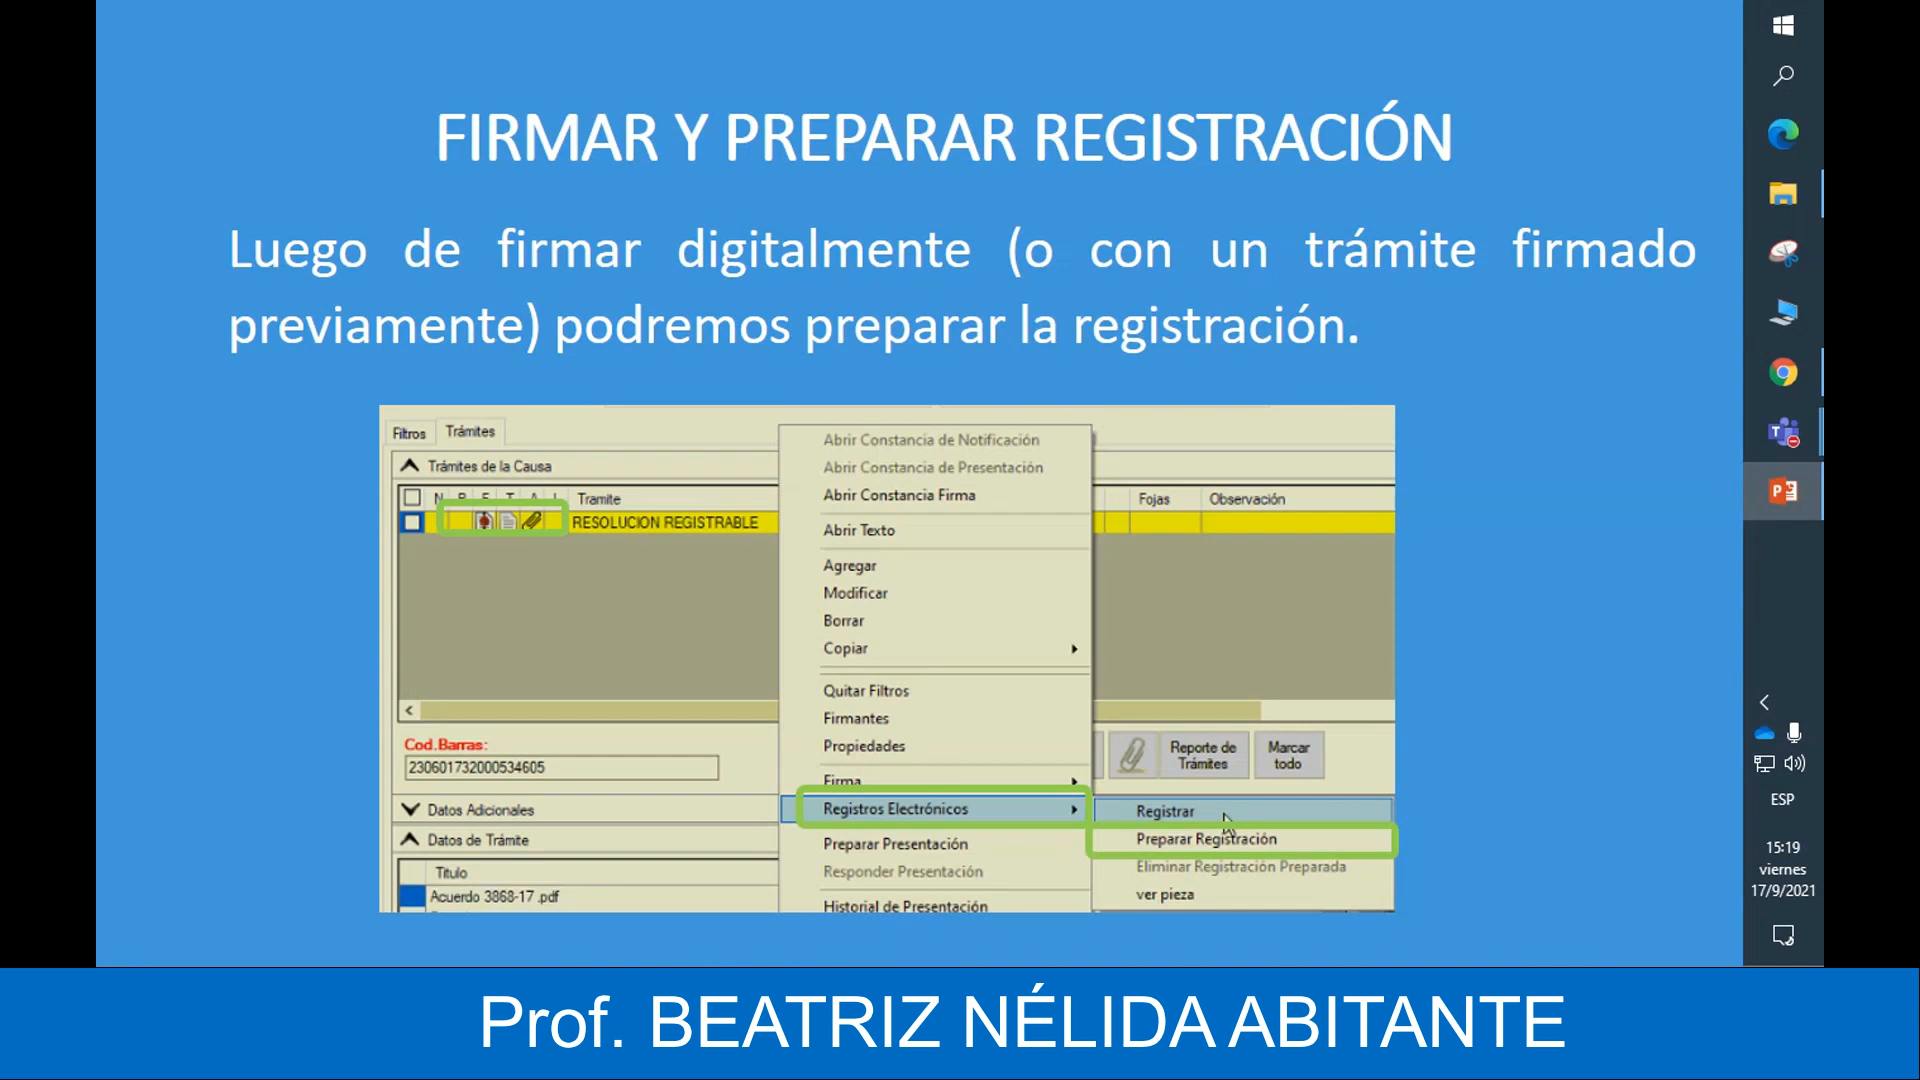 FIRMAR Y PREPARAR REGISTRACIÓN
Luego de firmar digitalmente (o con un trámite firmado
previamente) podremos preparar la registración.
Filtros
Trámites
Trámites de la Causa
Tramite
Fojas
Observación
RESOLUCION REGISTRABLE
Cod.Barras:
230601732000534605
Datos Adicionales
Datos de Trámite
Titulo
Acuerdo 3868-17 .pdf
Abrir Constancia de Notificación
Abrir Constancia de Presentación
Abrir Constancia Firma
Abrir Texto
Agregar
Modificar
Borrar
Copiar
Quitar Filtros
Firmantes
Propiedades
Firma
Registros Electrónicos
Preparar Presentación
Responder Presentación
Historial de Presentación
Reporte de
Trámites
Marcar
todo
Registrar
Preparar Registración
Eliminar Registración Preparada
ver pieza
ESP
15:19
viernes
17/9/2021
Prof. BEATRIZ NÉLIDA ABITANTE